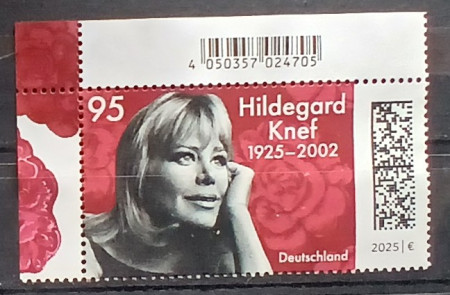 4 050357 024705
95
Hildegard
Knef
1925–2002
Deutschland
2025 | €